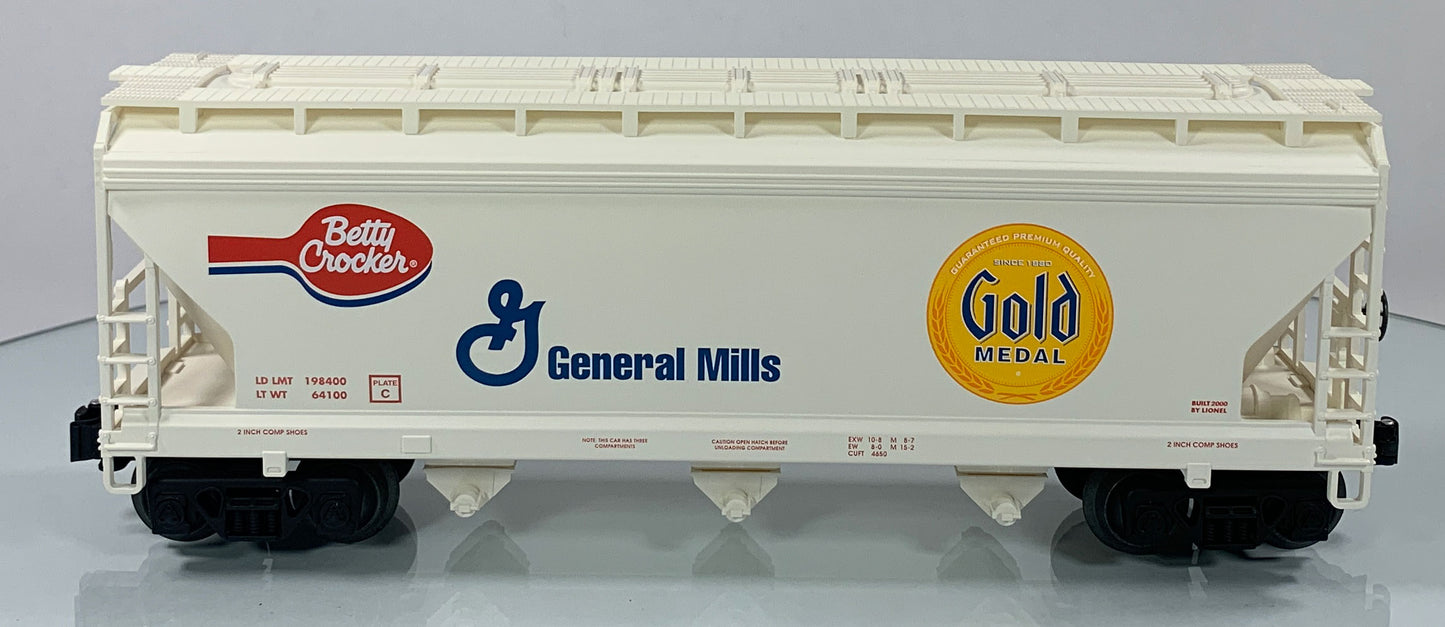 Betty
Crocker®
General Mills
GUARANTEED PREMIUM QUALITY
SINCE 1880
Gold
MEDAL
LD LMT 198400
LT WT 64100
PLATE
C
BUILT 2000
BY LIONEL
2 INCH COMP SHOES
NOTE: THIS CAR HAS THREE
COMPARTMENTS
CAUTION OPEN HATCH BEFORE
UNLOADING COMPARTMENT
EXW 10-8 M 8-7
EW 8-0 M 15-2
CUFT 4650
2 INCH COMP SHOES